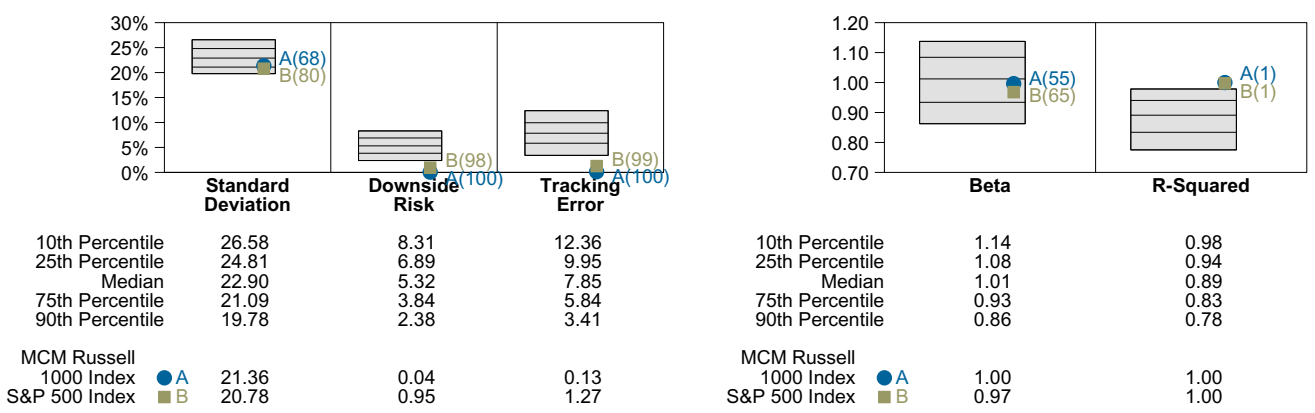 30%
25%
20%
15%
10%
5%
0%
A(68)
B(80)
B(98)
A(100)
B(99)
A(100)
Standard
Deviation
Downside
Risk
Tracking
Error
10th Percentile 26.58 8.31 12.36
25th Percentile 24.81 6.89 9.95
Median 22.90 5.32 7.85
75th Percentile 21.09 3.84 5.84
90th Percentile 19.78 2.38 3.41
MCM Russell
1000 Index A 21.36 0.04 0.13
S&P 500 Index B 20.78 0.95 1.27
1.20
1.10
1.00
0.90
0.80
0.70
A(55)
B(65)
A(1)
B(1)
Beta
R-Squared
10th Percentile 1.14 0.98
25th Percentile 1.08 0.94
Median 1.01 0.89
75th Percentile 0.93 0.83
90th Percentile 0.86 0.78
MCM Russell
1000 Index A 1.00 1.00
S&P 500 Index B 0.97 1.00